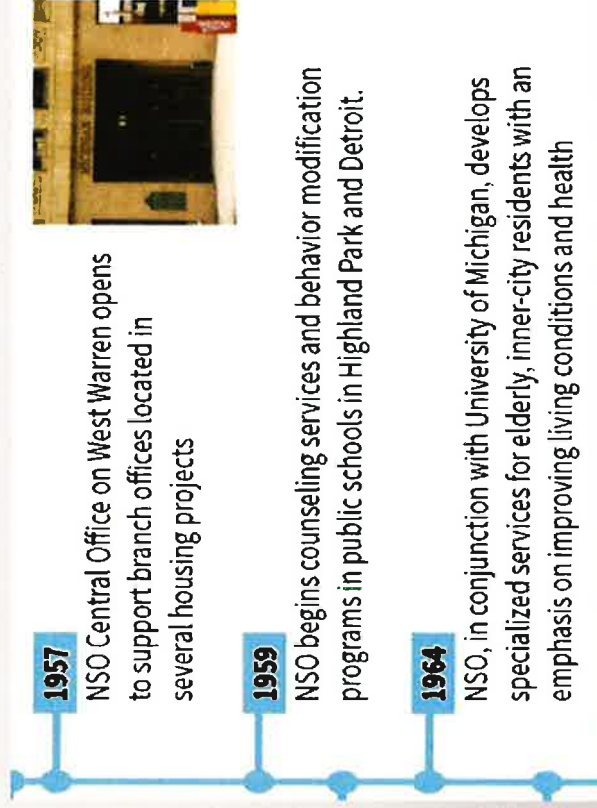 1957
NSO Central Office on West Warren opens
to support branch offices located in
several housing projects
1959
NSO begins counseling services and behavior modification
programs in public schools in Highland Park and Detroit.
1964
NSO, in conjunction with University of Michigan, develops
specialized services for elderly, inner-city residents with an
emphasis on improving living conditions and health